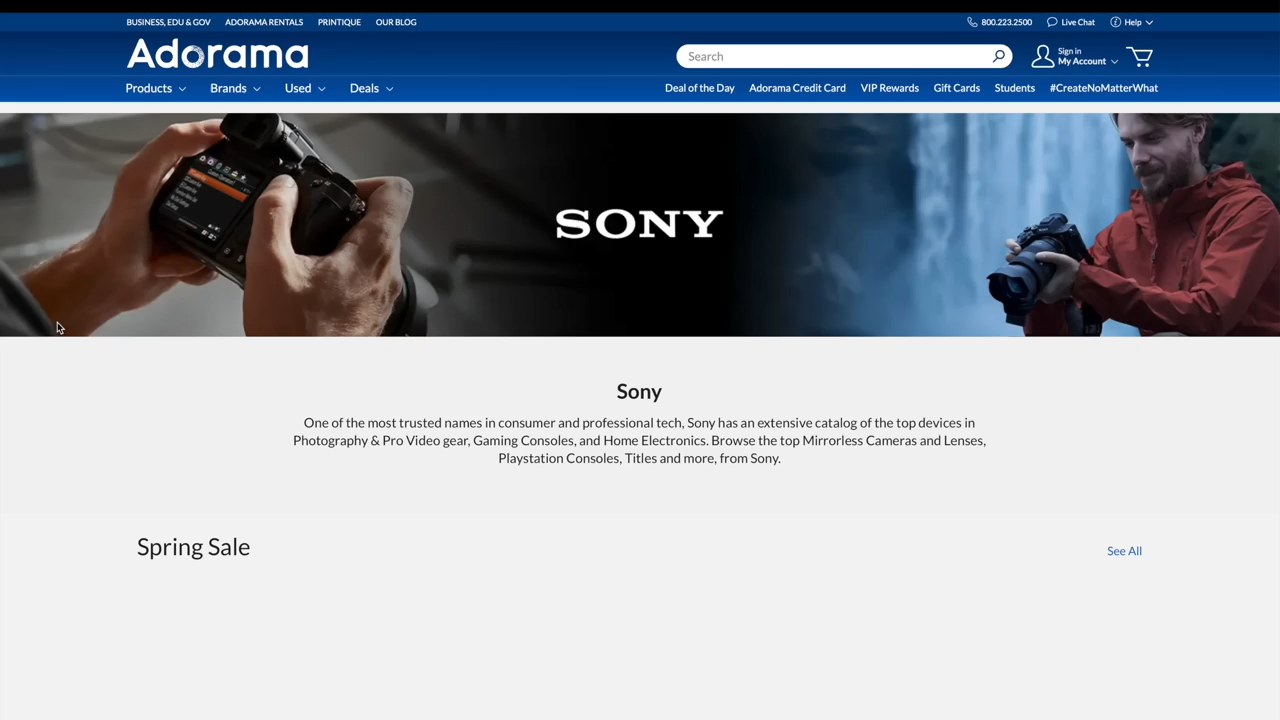 BUSINESS, EDU & GOV ADORAMA RENTALS PRINTIQUE OUR BLOG 800.223.2500 Live Chat Help
Adorama Search Sign in
My Account
Products Brands Used Deals Deal of the Day Adorama Credit Card VIP Rewards Gift Cards Students #CreateNoMatterWhat
SONY
Sony
One of the most trusted names in consumer and professional tech, Sony has an extensive catalog of the top devices in
Photography & Pro Video gear, Gaming Consoles, and Home Electronics. Browse the top Mirrorless Cameras and Lenses,
Playstation Consoles, Titles and more, from Sony.
Spring Sale See All